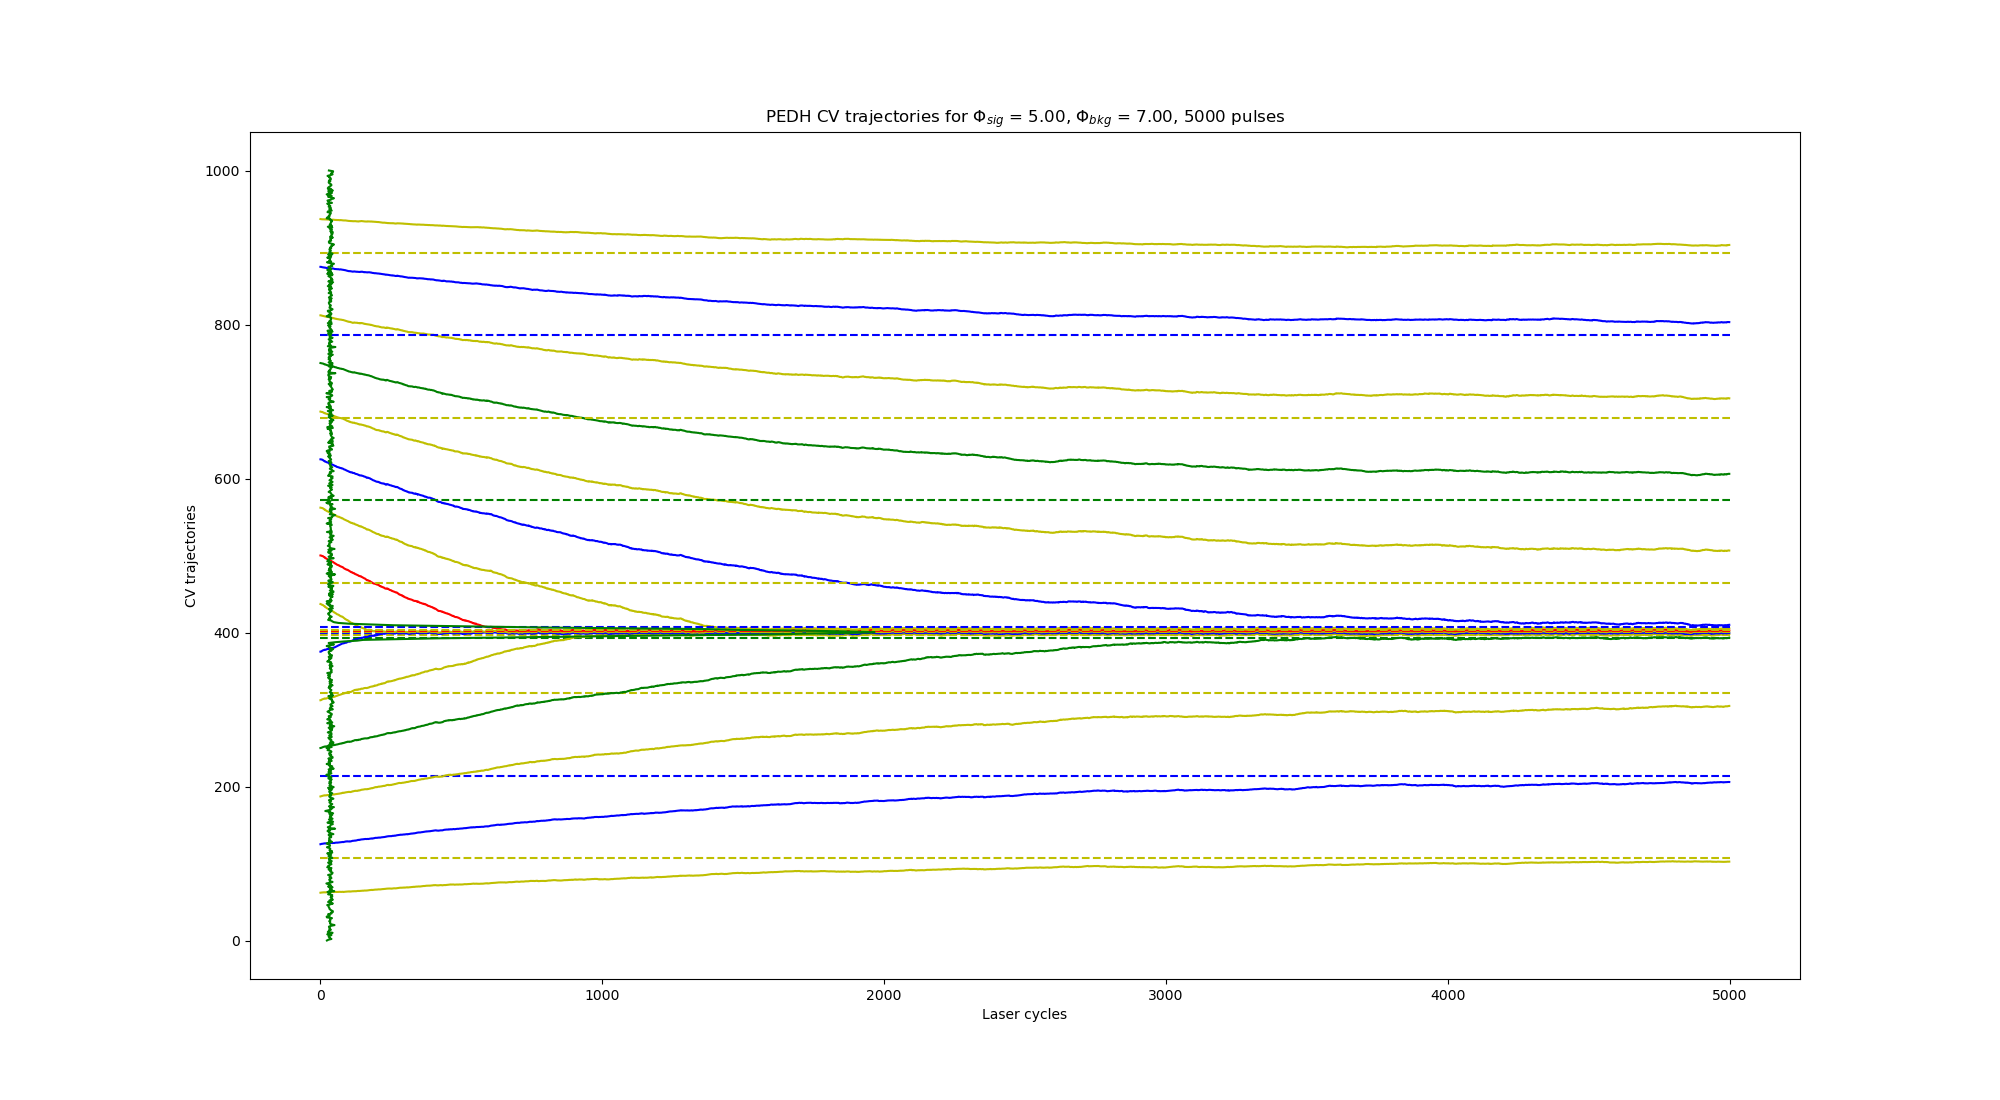 PEDH CV trajectories for Φsig = 5.00, Φbkg = 7.00, 5000 pulses
CV trajectories
1000
800
600
400
200
0
0 1000 2000 3000 4000 5000
Laser cycles